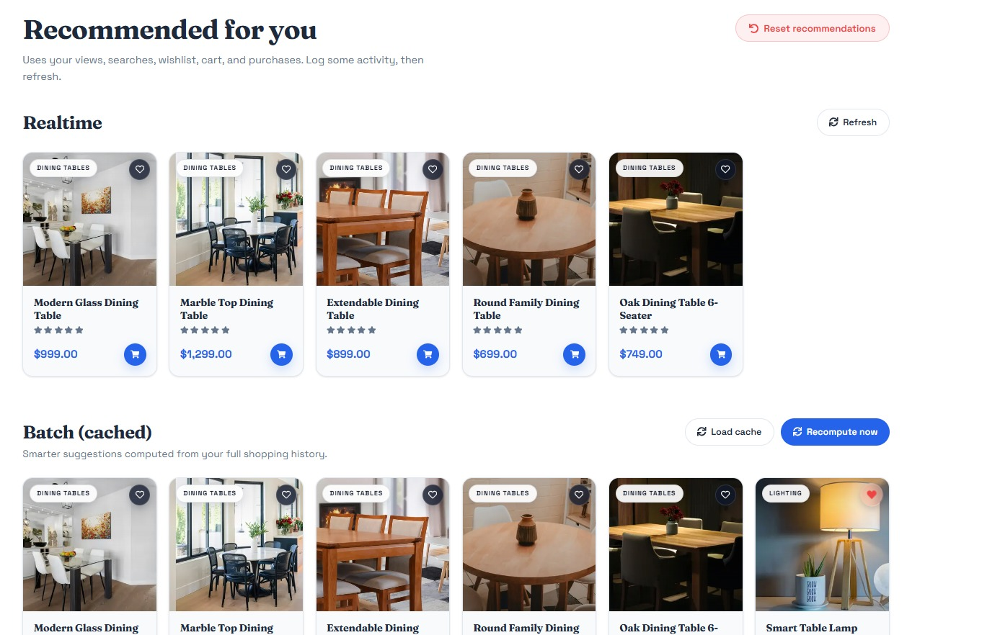 Recommended for you
Reset recommendations
Uses your views, searches, wishlist, cart, and purchases. Log some activity, then
refresh.
Realtime
Refresh
DINING TABLES
DINING TABLES
DINING TABLES
DINING TABLES
DINING TABLES
Modern Glass Dining
Table
$999.00
Marble Top Dining
Table
$1,299.00
Extendable Dining
Table
$899.00
Round Family Dining
Table
$699.00
Oak Dining Table 6-
Seater
$749.00
Batch (cached)
Load cache
Recompute now
Smarter suggestions computed from your full shopping history.
DINING TABLES
DINING TABLES
DINING TABLES
DINING TABLES
DINING TABLES
LIGHTING
GROW
GROW
GROW
Modern Glass Dining
Marble Top Dining
Extendable Dining
Round Family Dining
Oak Dining Table 6-
Smart Table Lamp